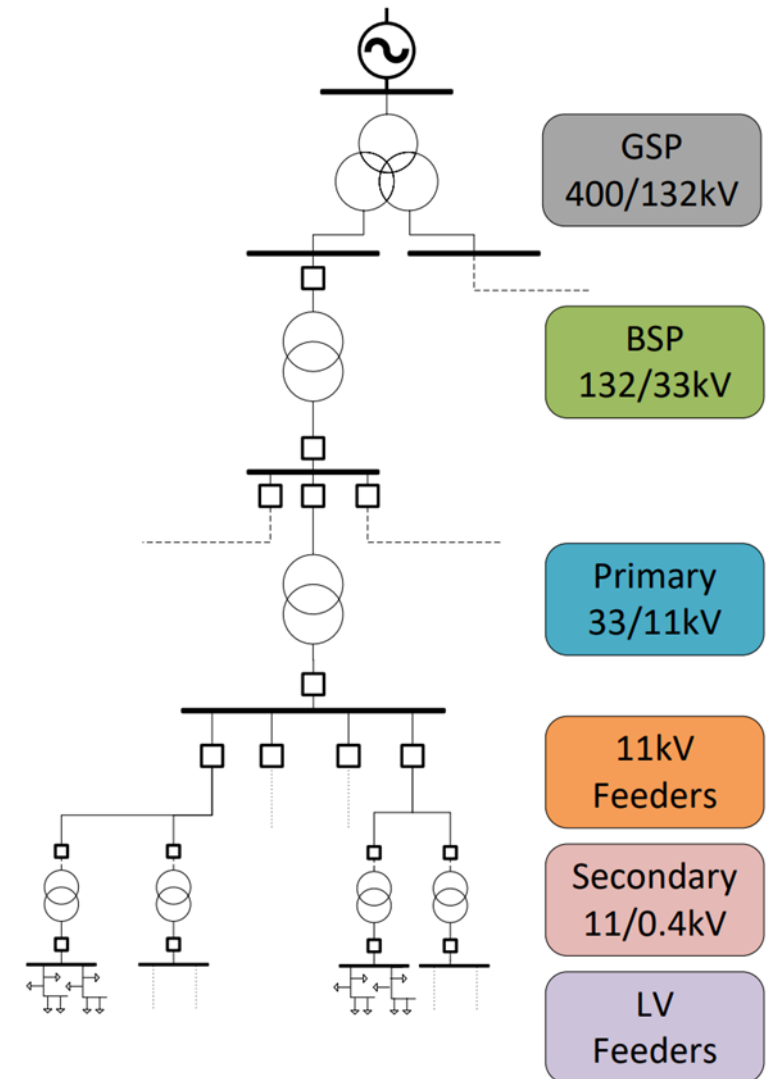 GSP
400/132kV
BSP
132/33kV
Primary
33/11kV
11kV
Feeders
Secondary
11/0.4kV
LV
Feeders